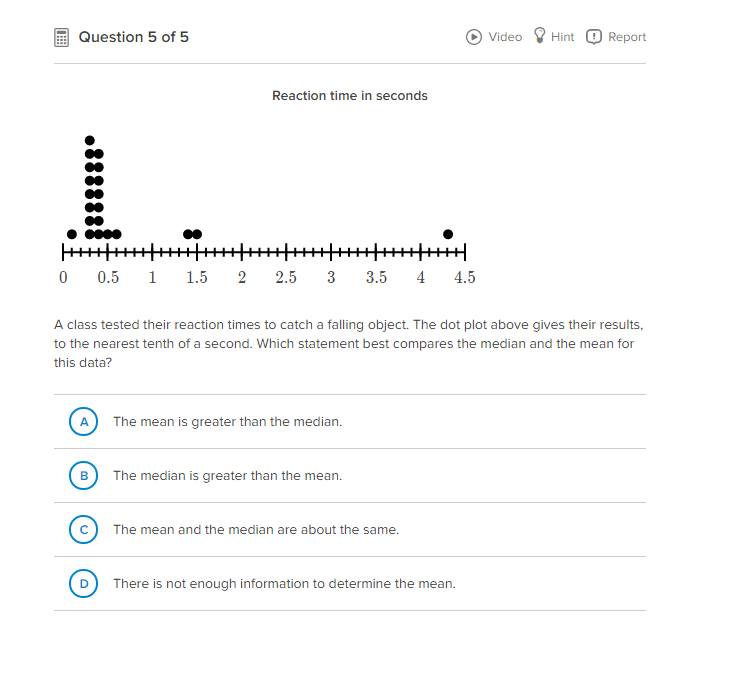 Question 5 of 5
Video Hint Report
Reaction time in seconds
0 0.5 1 1.5 2 2.5 3 3.5 4 4.5
A class tested their reaction times to catch a falling object. The dot plot above gives their results,
to the nearest tenth of a second. Which statement best compares the median and the mean for
this data?
A The mean is greater than the median.
B The median is greater than the mean.
C The mean and the median are about the same.
D There is not enough information to determine the mean.